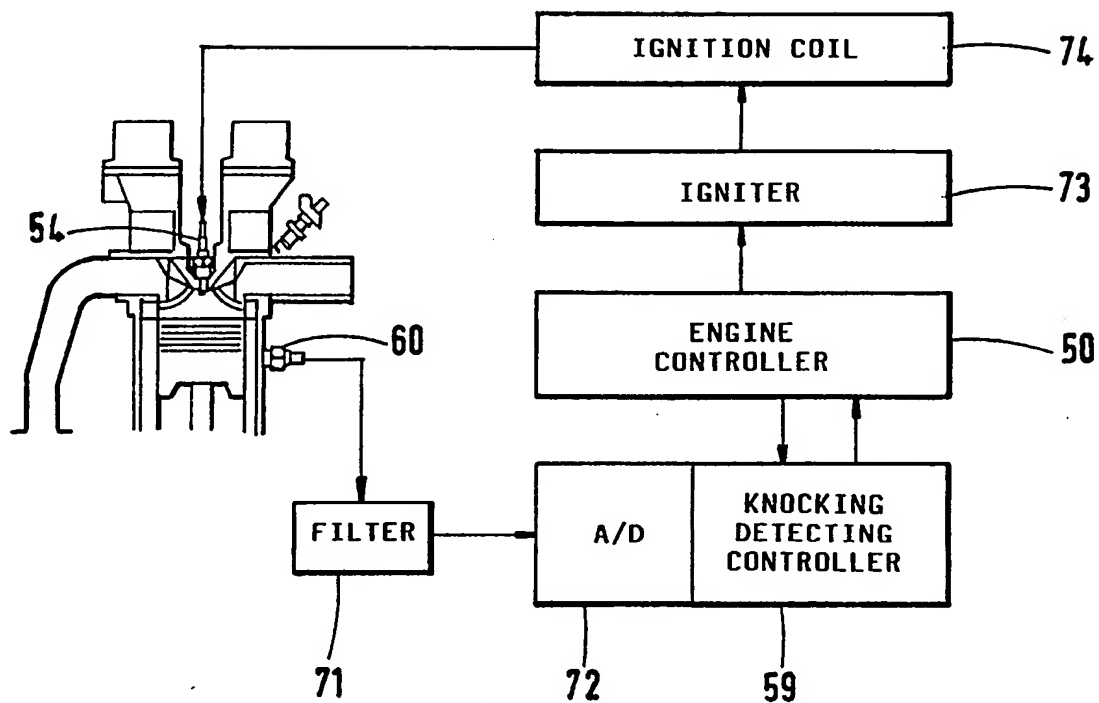 IGNITION COIL
74
IGNITER
73
54
ENGINE
CONTROLLER
50
60
FILTER
A/D
KNOCKING
DETECTING
CONTROLLER
71
72
59